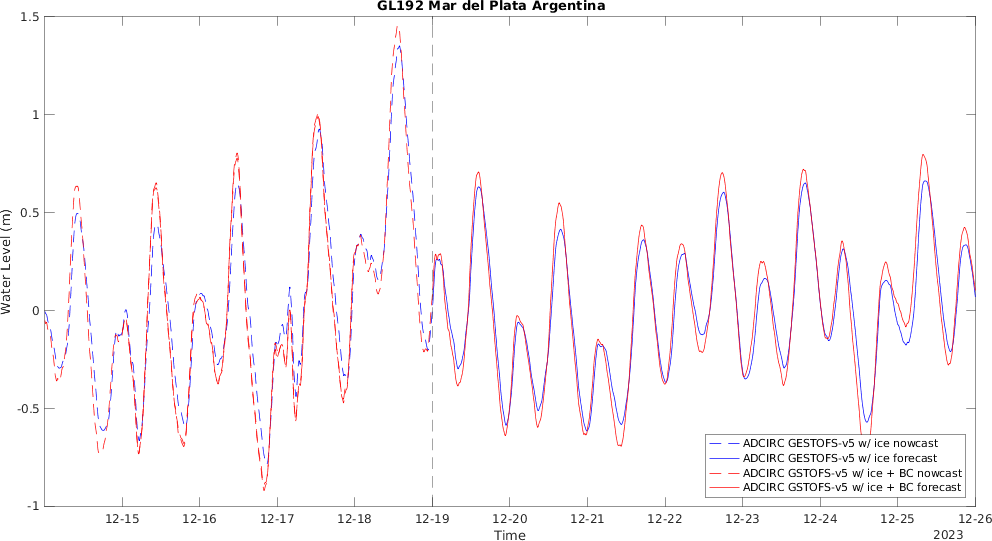 GL192 Mar del Plata Argentina
Water Level (m)
1.5
1
0.5
0
-0.5
-1
12-15 12-16 12-17 12-18 12-19 12-20 12-21 12-22 12-23 12-24 12-25 12-26
Time
2023
ADCIRC GESTOFS-v5 w/ ice nowcast
ADCIRC GESTOFS-v5 w/ ice forecast
ADCIRC GSTOFS-v5 w/ ice + BC nowcast
ADCIRC GSTOFS-v5 w/ ice + BC forecast